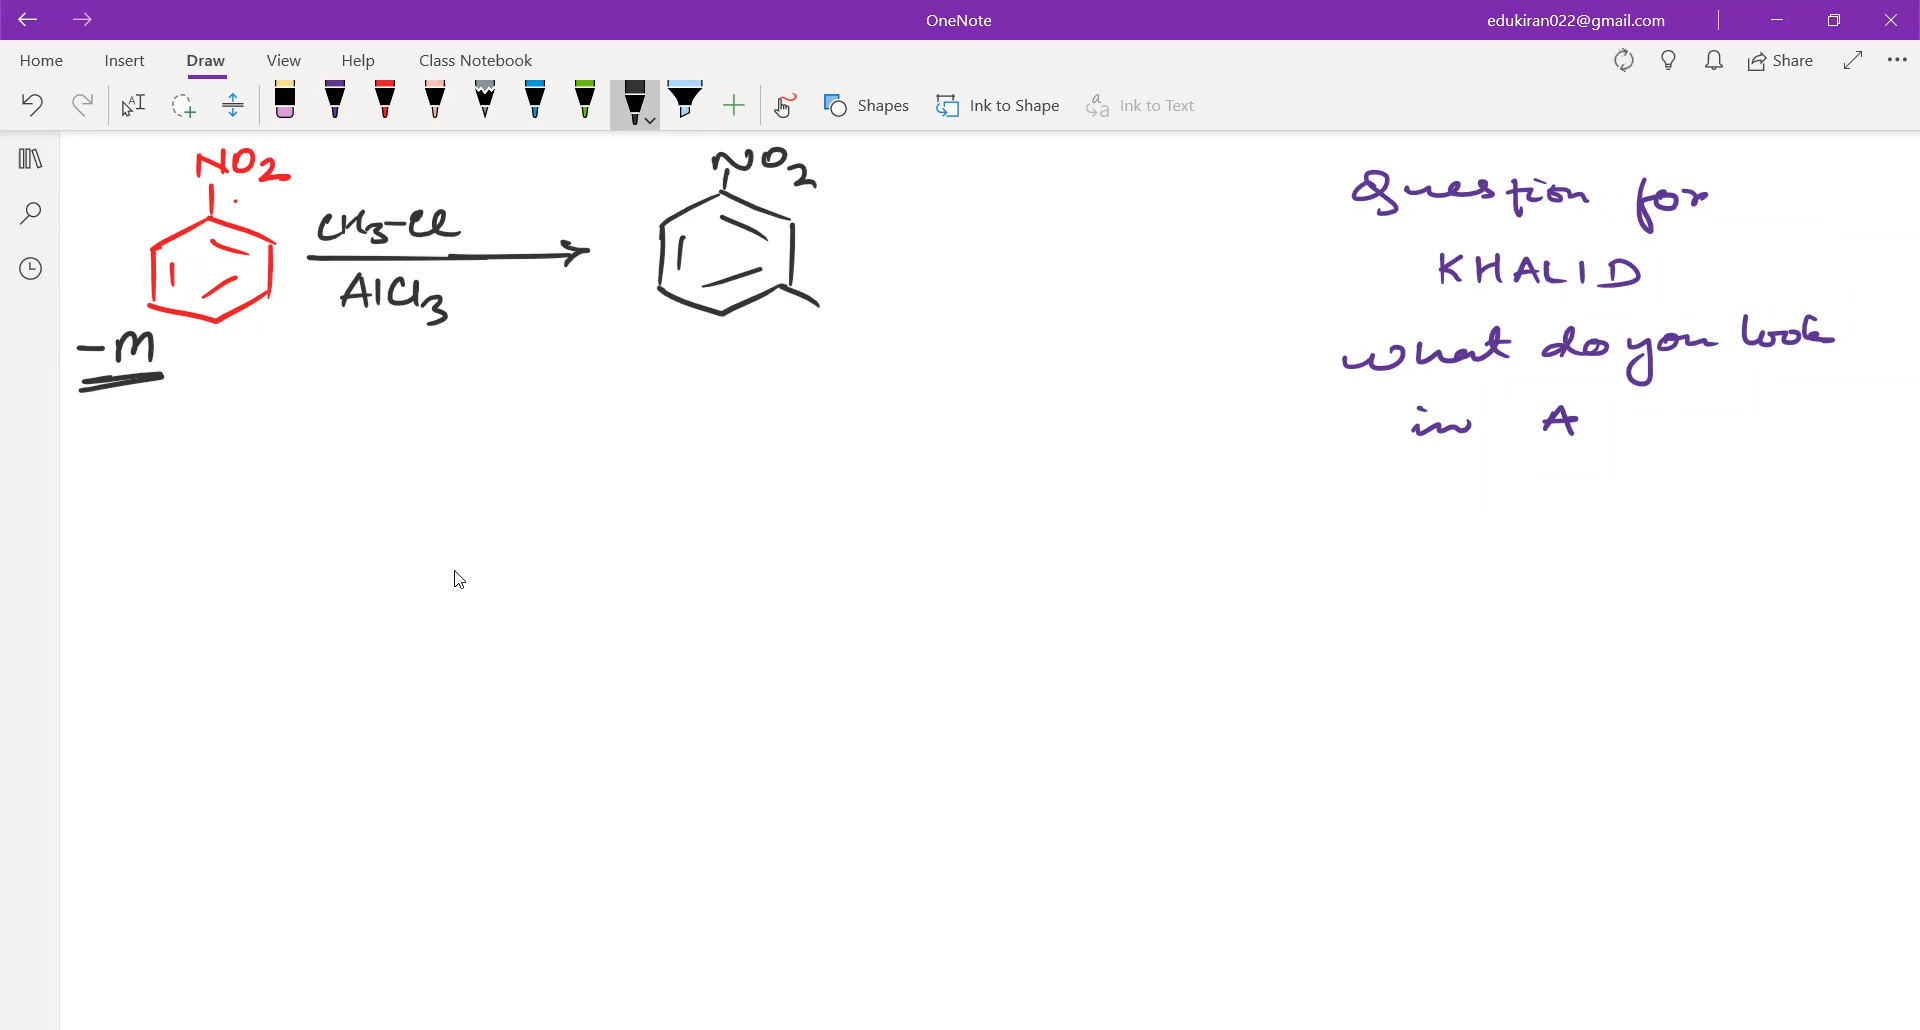 OneNote
edukiran022@gmail.com
Home Insert Draw View Help Class Notebook
Share
Shapes Ink to Shape Ink to Text
NO2
CH3-Cl
AlCl3
-M
NO2
Question for
KHALID
what do you look
in A